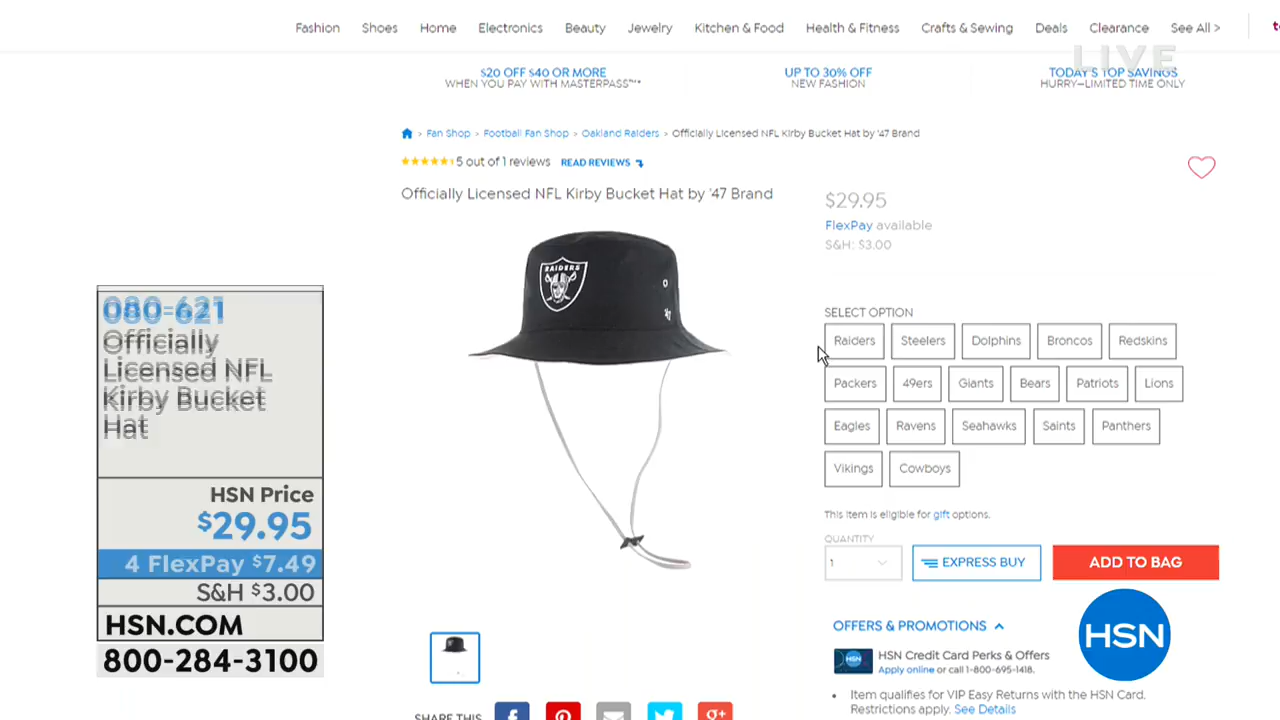 Fashion Shoes Home Electronics Beauty Jewelry Kitchen & Food Health & Fitness Crafts & Sewing Deals Clearance See All >
LIVE
$20 OFF $40 OR MORE
WHEN YOU PAY WITH MASTERPASS™*
UP TO 30% OFF
NEW FASHION
TODAY'S TOP SAVINGS
HURRY—LIMITED TIME ONLY
> Fan Shop > Football Fan Shop > Oakland Raiders > Officially Licensed NFL Kirby Bucket Hat by '47 Brand
5 out of 1 reviews READ REVIEWS
Officially Licensed NFL Kirby Bucket Hat by '47 Brand
$29.95
FlexPay available
S&H: $3.00
RAIDERS
'47
080-621
Officially
Licensed NFL
Kirby Bucket
Hat
HSN Price
$29.95
4 FlexPay $7.49
S&H $3.00
HSN.COM
800-284-3100
SELECT OPTION
Raiders Steelers Dolphins Broncos Redskins
Packers 49ers Giants Bears Patriots Lions
Eagles Ravens Seahawks Saints Panthers
Vikings Cowboys
This item is eligible for gift options.
QUANTITY
1 EXPRESS BUY ADD TO BAG
OFFERS & PROMOTIONS
HSN
HSN Credit Card Perks & Offers
Apply online or call 1-800-695-1418.
• Item qualifies for VIP Easy Returns with the HSN Card.
Restrictions apply. See Details
HSN
SHARE THIS